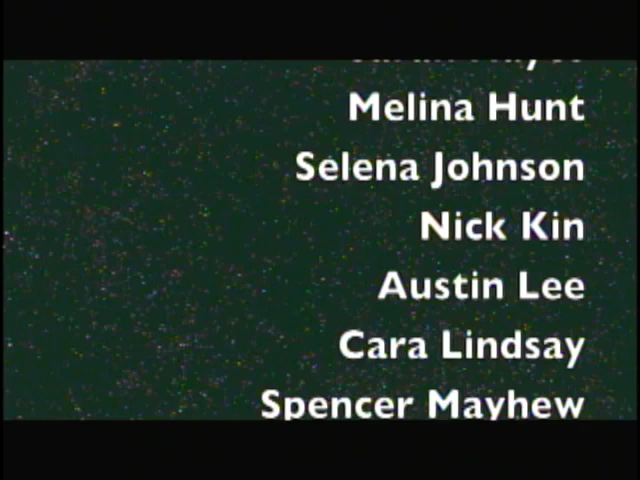 Melina Hunt
Selena Johnson
Nick Kin
Austin Lee
Cara Lindsay
Spencer Mayhew